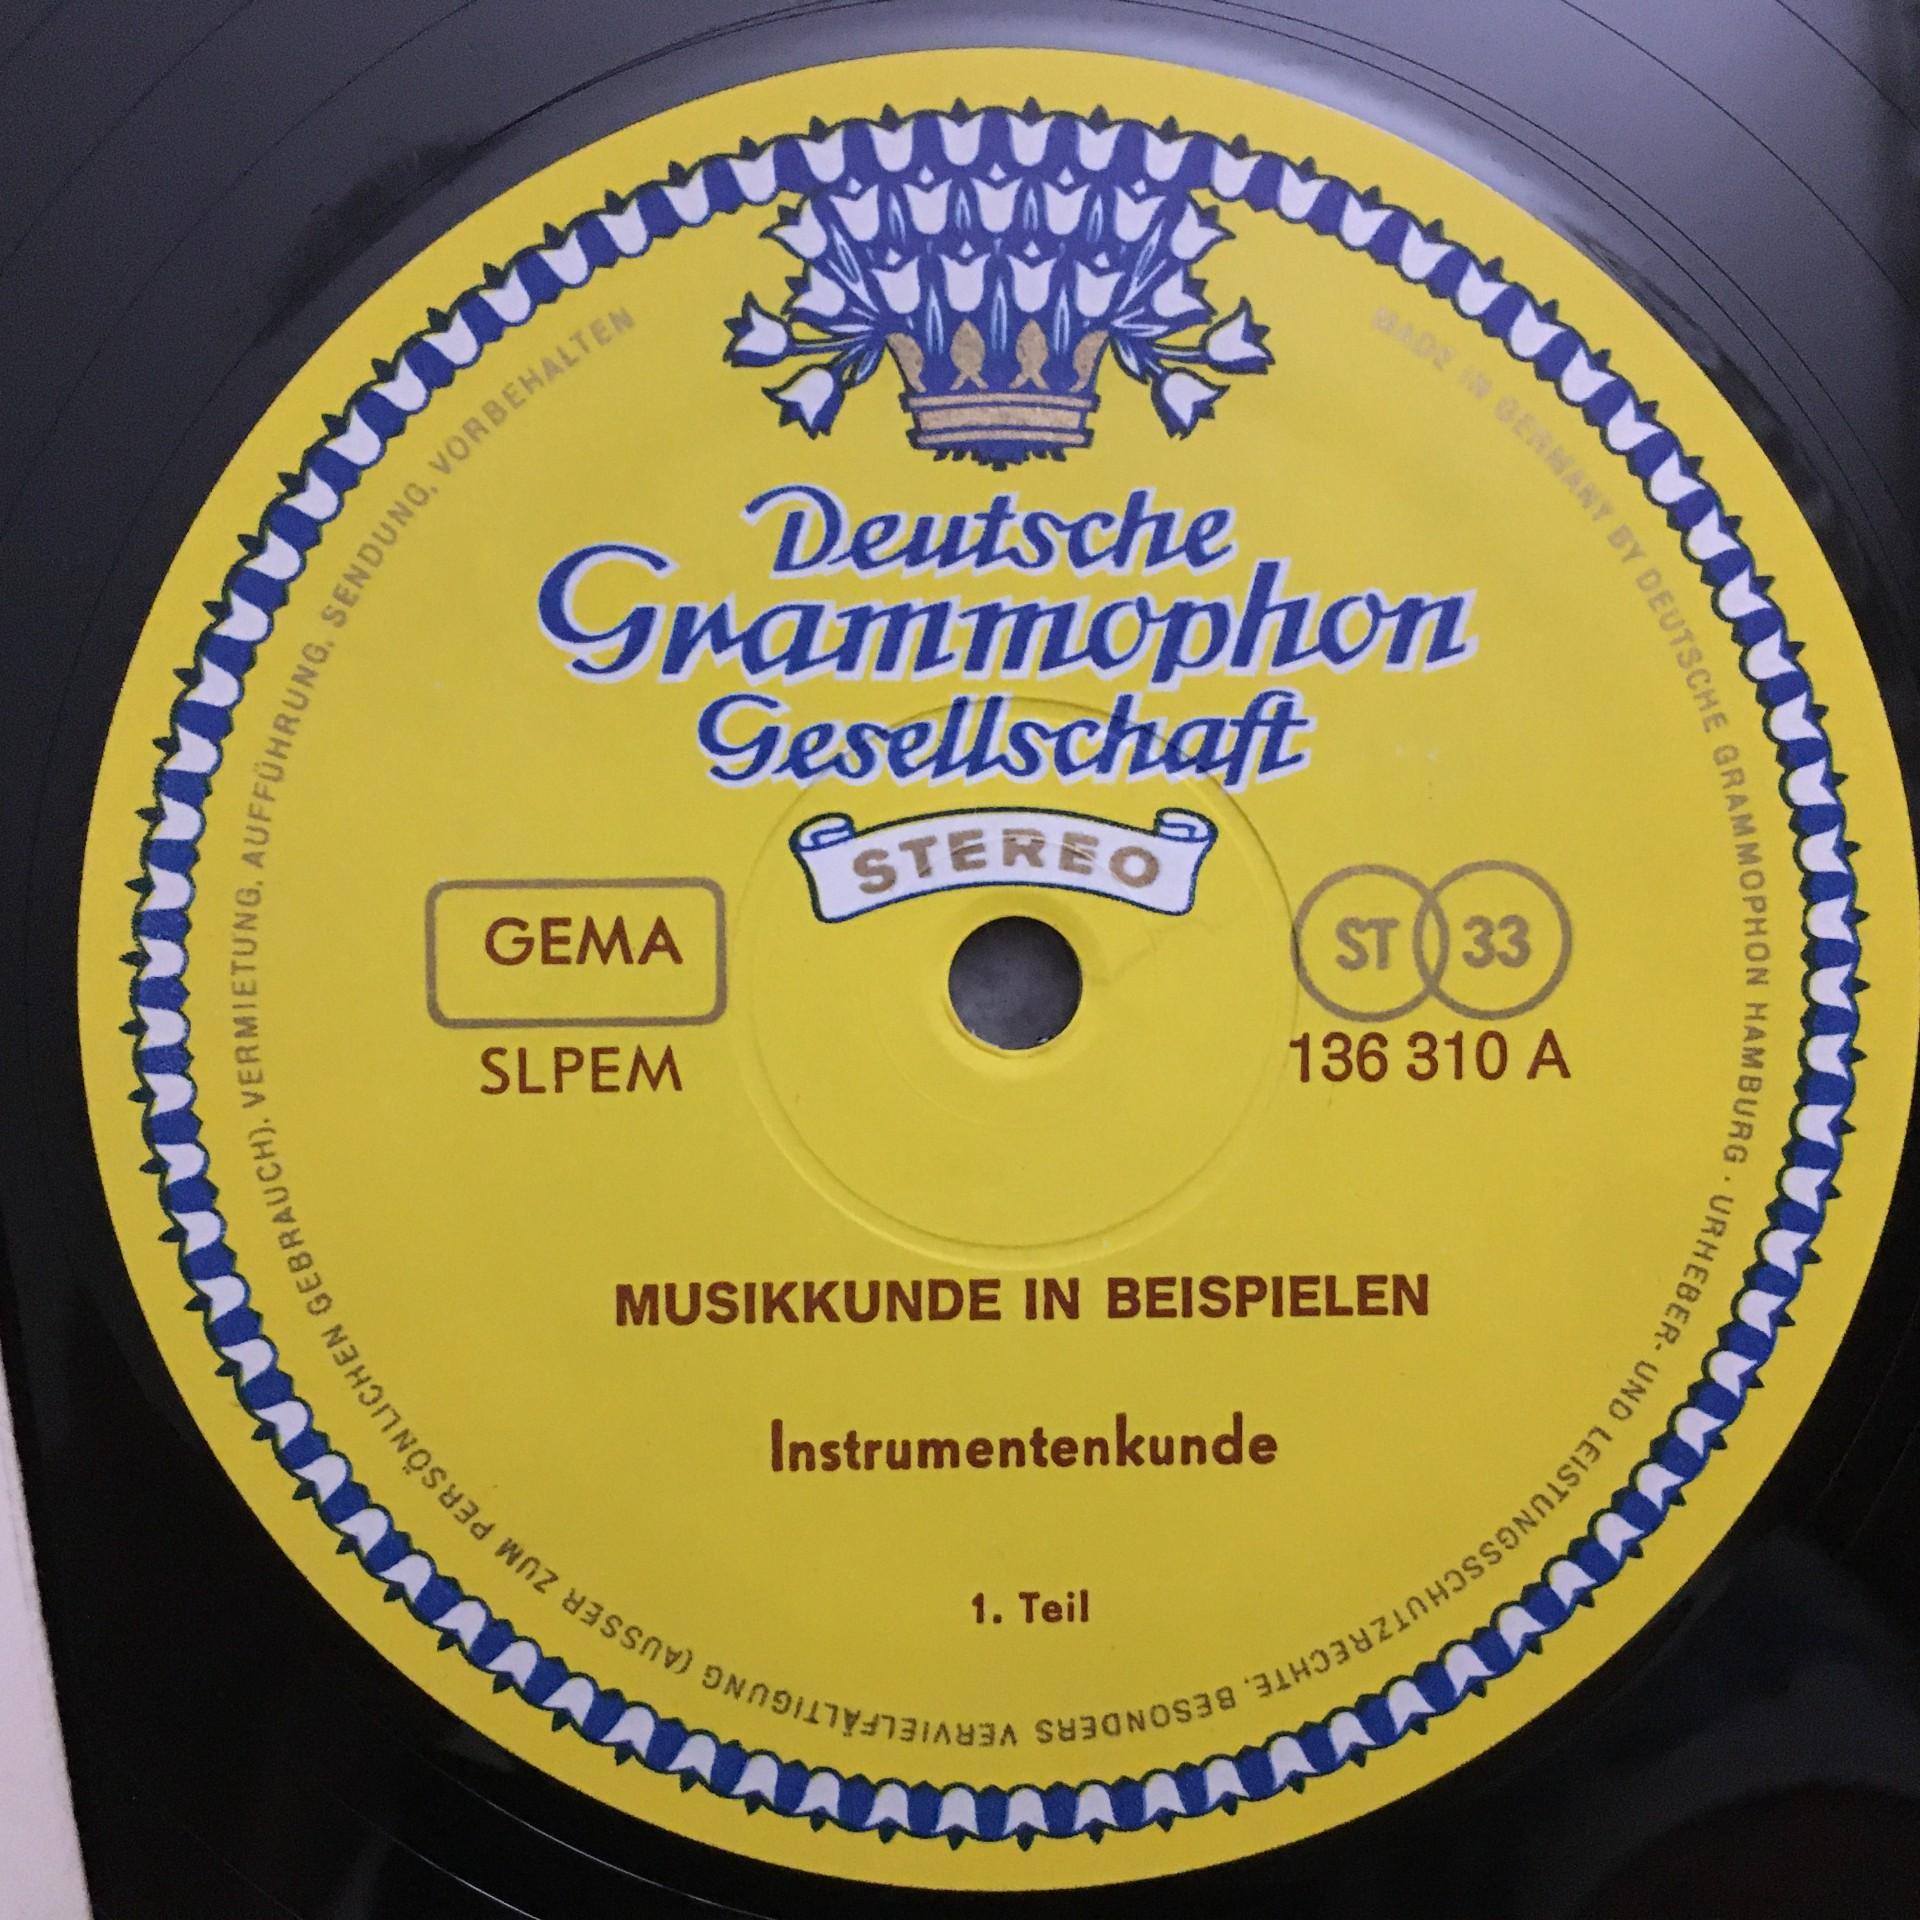 Deutsche
Grammophon
Gesellschaft
STEREO
GEMA
SLPEM
ST 33
136 310 A
MUSIKKUNDE IN BEISPIELEN
Instrumentenkunde
1. Teil
MADE IN GERMANY BY DEUTSCHE GRAMMOPHON HAMBURG · URHEBER- UND LEISTUNGSSCHUTZRECHTE, BESONDERS VERVIELFÄLTIGUNG (AUSSER ZUM PERSÖNLICHEN GEBRAUCH), VERMIETUNG, AUFFÜHRUNG, SENDUNG, VORBEHALTEN